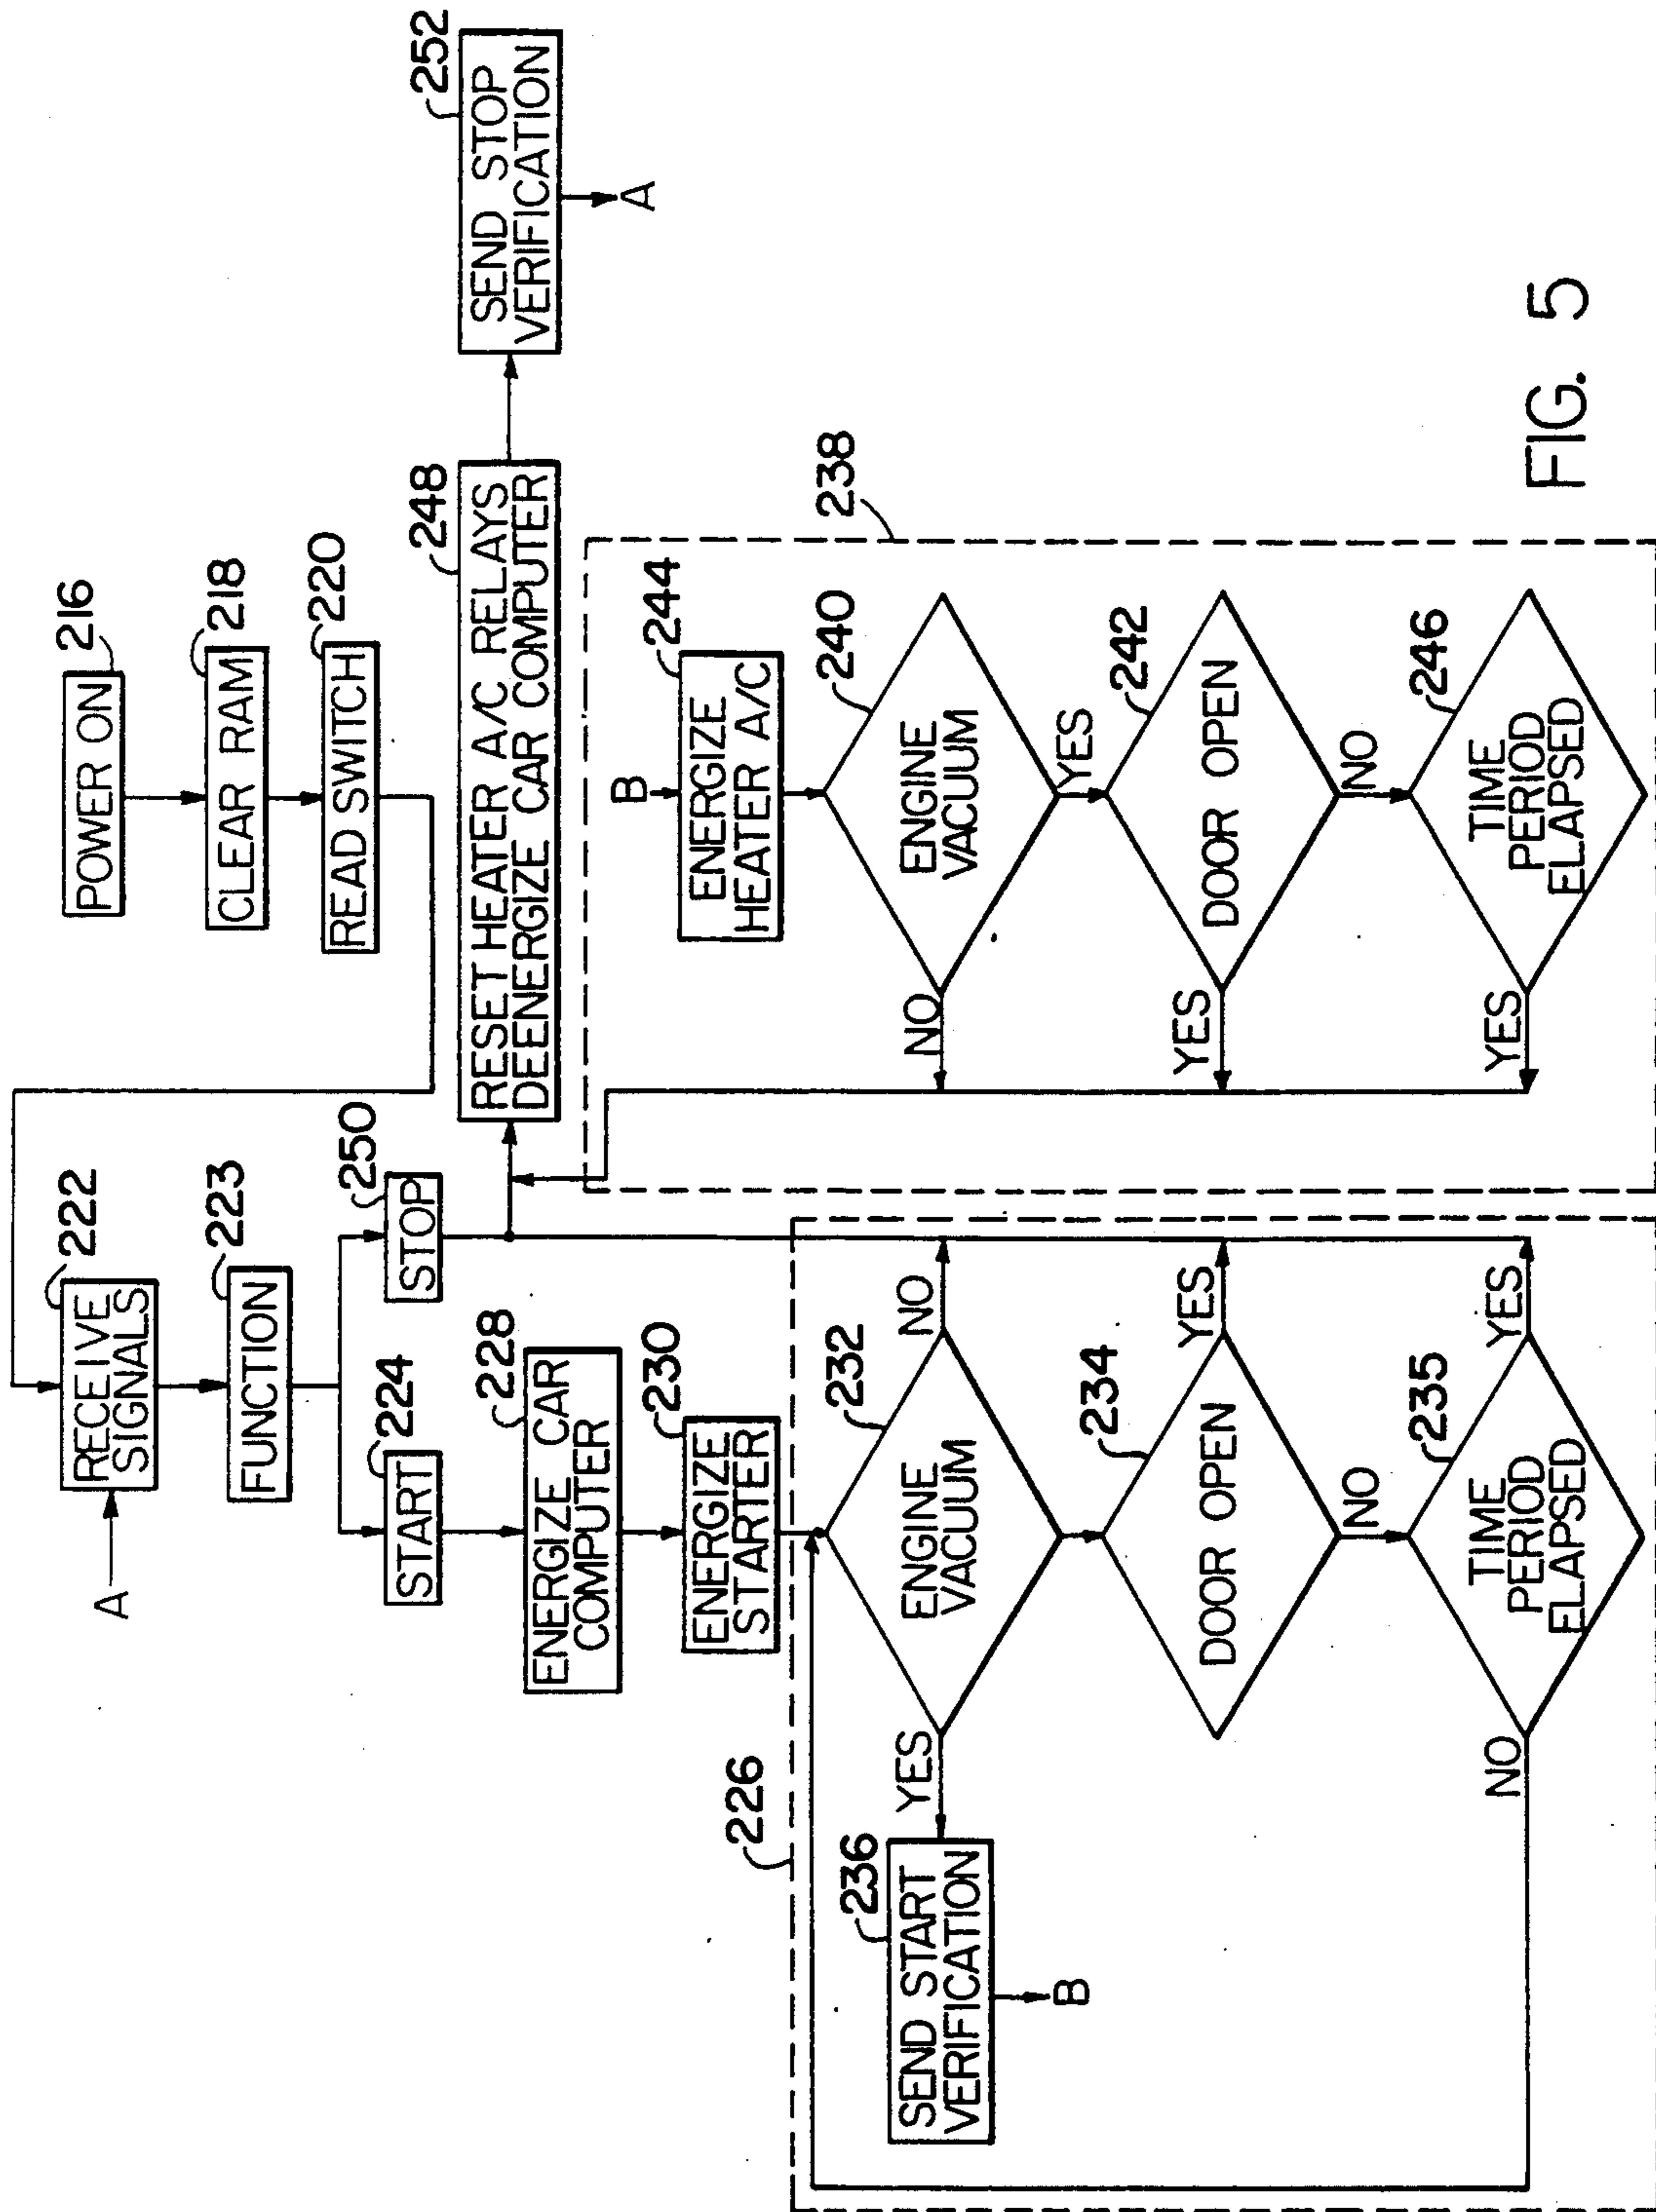 POWER ON
216
CLEAR RAM
218
READ SWITCH
220
A
RECEIVE
SIGNALS
222
FUNCTION
223
START
224
STOP
250
ENERGIZE CAR
COMPUTER
228
ENERGIZE
STARTER
230
RESET HEATER A/C RELAYS
DEENERGIZE CAR COMPUTER
248
SEND STOP
VERIFICATION
252
A
226
ENGINE
VACUUM
232
YES
NO
SEND START
VERIFICATION
236
B
DOOR OPEN
234
YES
NO
TIME
PERIOD
ELAPSED
235
YES
NO
238
B
ENERGIZE
HEATER A/C
244
ENGINE
VACUUM
240
NO
YES
DOOR OPEN
242
YES
NO
TIME
PERIOD
ELAPSED
246
YES
FIG. 5